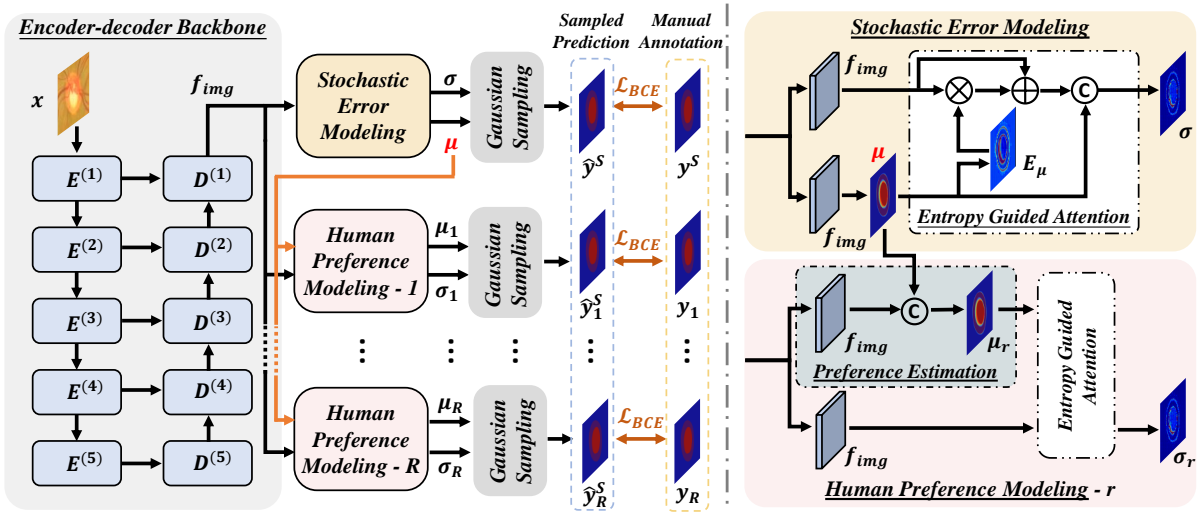 Encoder-decoder Backbone
x
f_img
E^(1)
D^(1)
E^(2)
D^(2)
E^(3)
D^(3)
E^(4)
D^(4)
E^(5)
D^(5)
Stochastic
Error
Modeling
σ
μ
Gaussian
Sampling
Human
Preference
Modeling - 1
μ_1
σ_1
Gaussian
Sampling
Human
Preference
Modeling - R
μ_R
σ_R
Gaussian
Sampling
Sampled
Prediction
Manual
Annotation
ℒ_BCE
ŷ^S
y^S
ℒ_BCE
ŷ_1^S
y_1
ℒ_BCE
ŷ_R^S
y_R
Stochastic Error Modeling
f_img
C
σ
μ
E_μ
f_img
Entropy Guided Attention
f_img
C
μ_r
Preference Estimation
Entropy Guided
Attention
f_img
σ_r
Human Preference Modeling - r